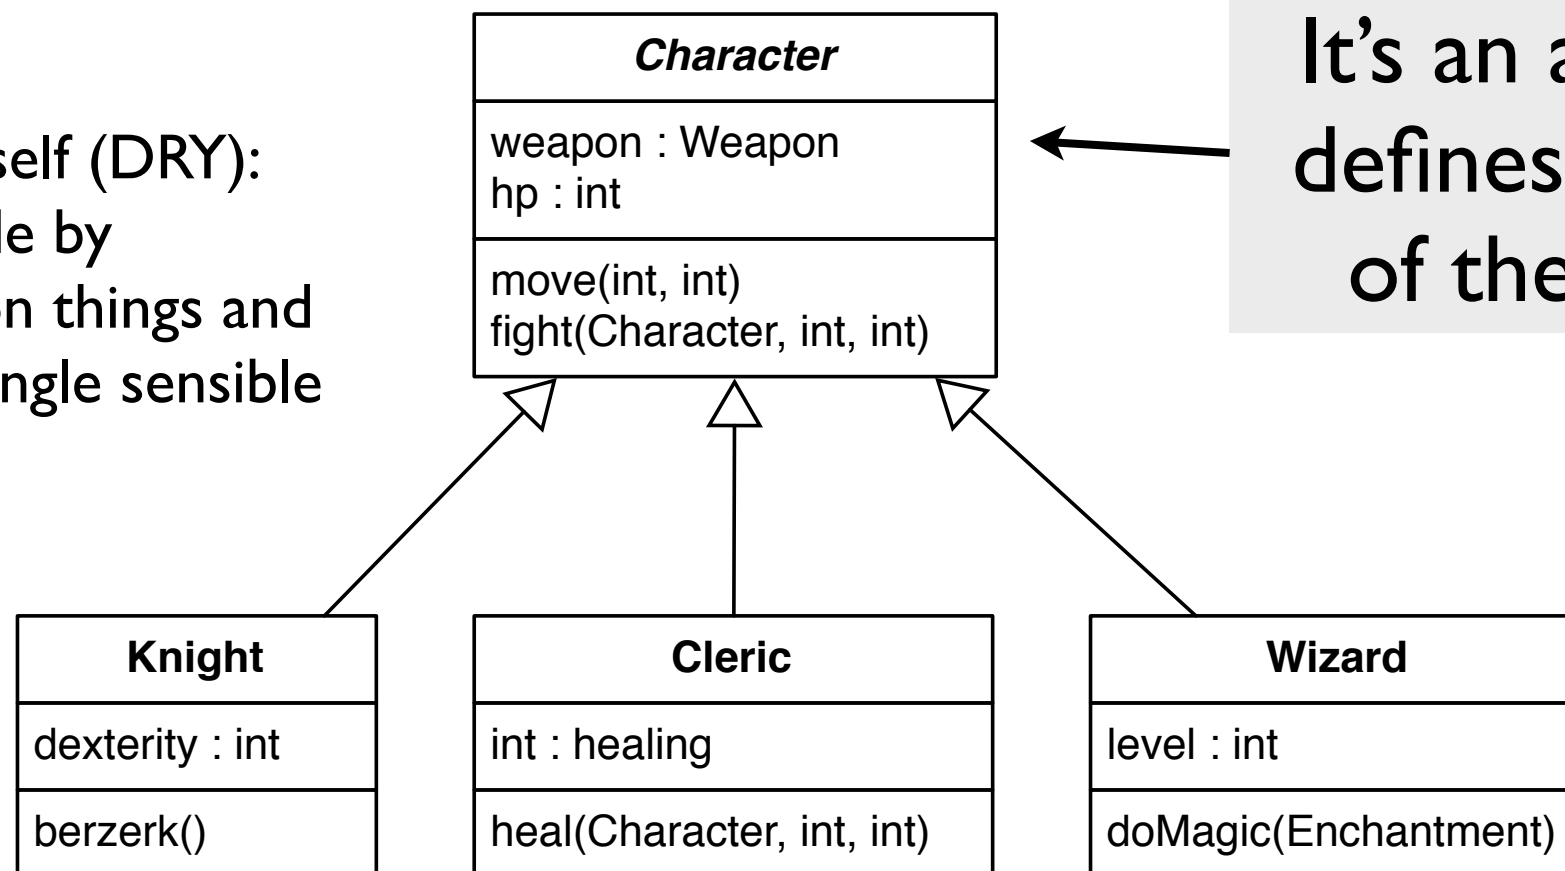 self (DRY):
le by
on things and
ngle sensible
Character
weapon : Weapon
hp : int
move(int, int)
fight(Character, int, int)
It's an a
defines
of the
Knight
dexterity : int
berzerk()
Cleric
int : healing
heal(Character, int, int)
Wizard
level : int
doMagic(Enchantment)